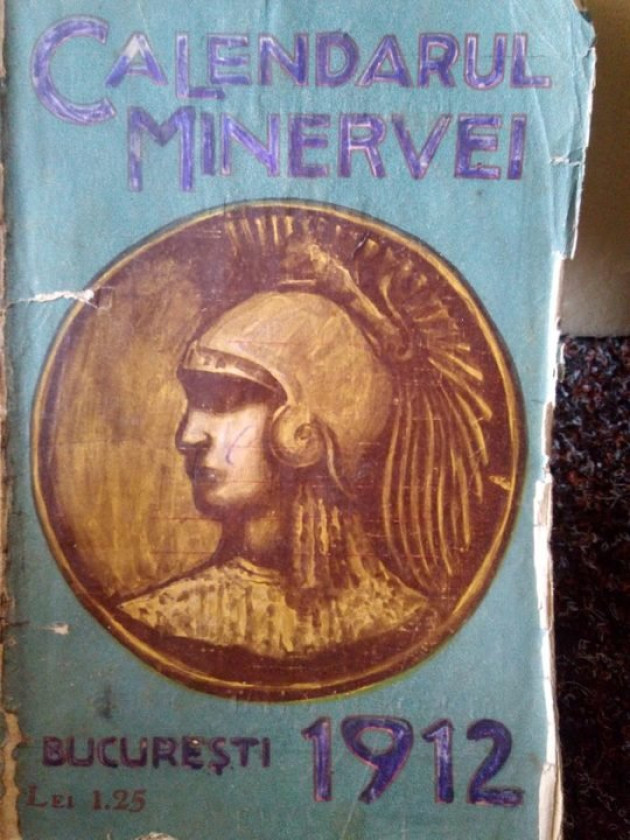 CALENDARUL
MINERVEI
BUCUREȘTI 1912
LEI 1.25